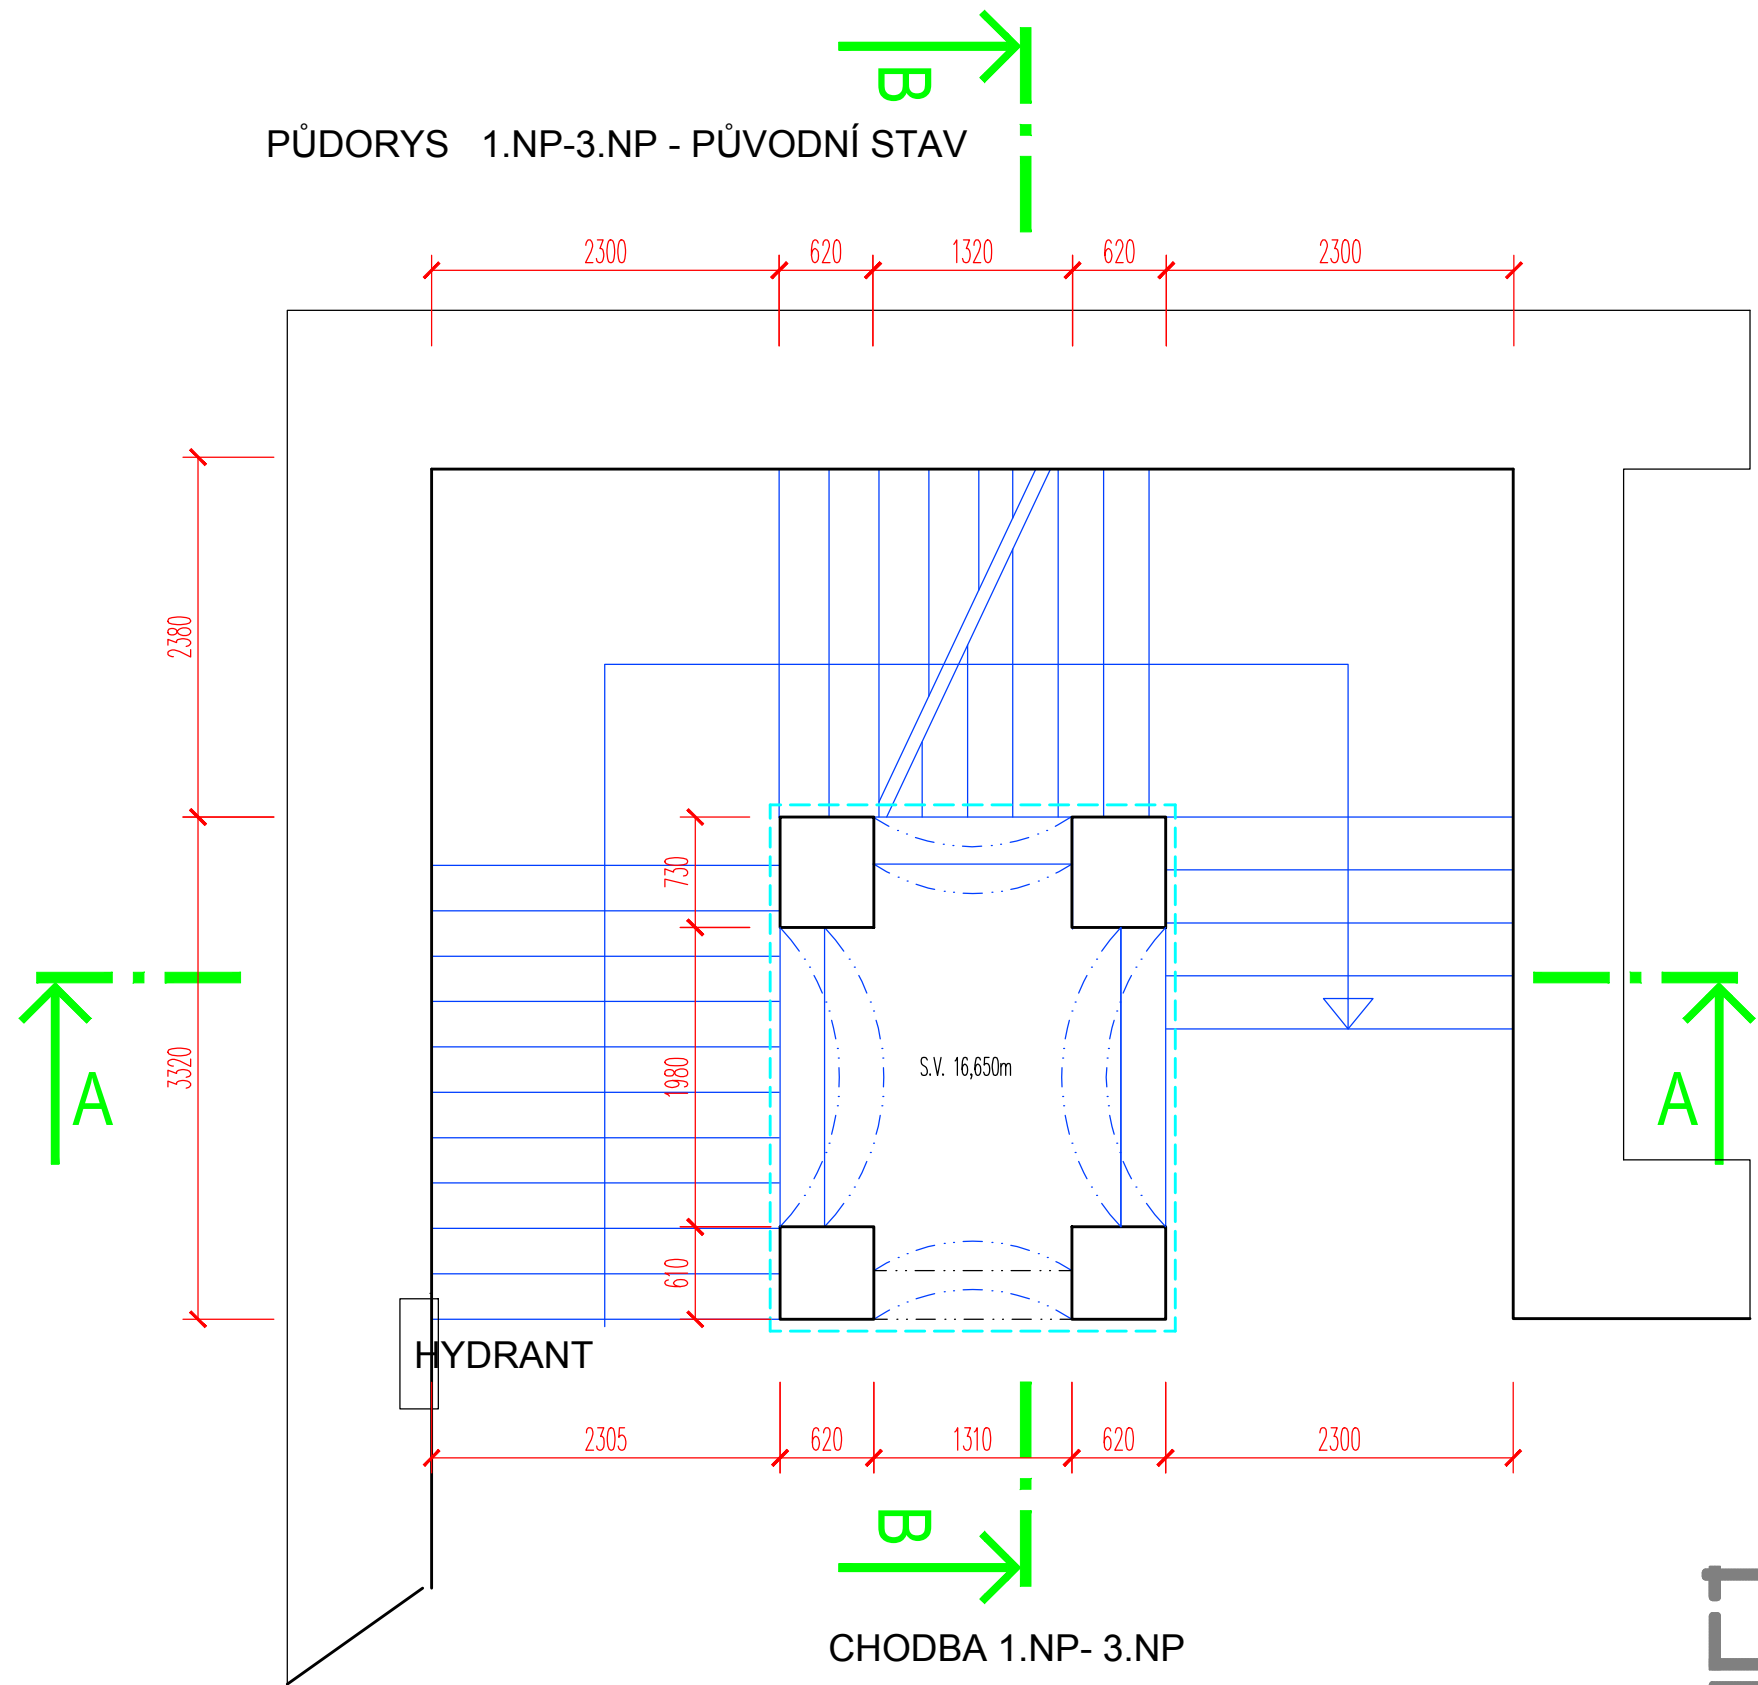 B
PŮDORYS 1.NP-3.NP - PŮVODNÍ STAV
2300 620 1320 620 2300
2380
730
3320
1980
S.V. 16,650m
A
A
610
HYDRANT
2305 620 1310 620 2300
B
CHODBA 1.NP- 3.NP